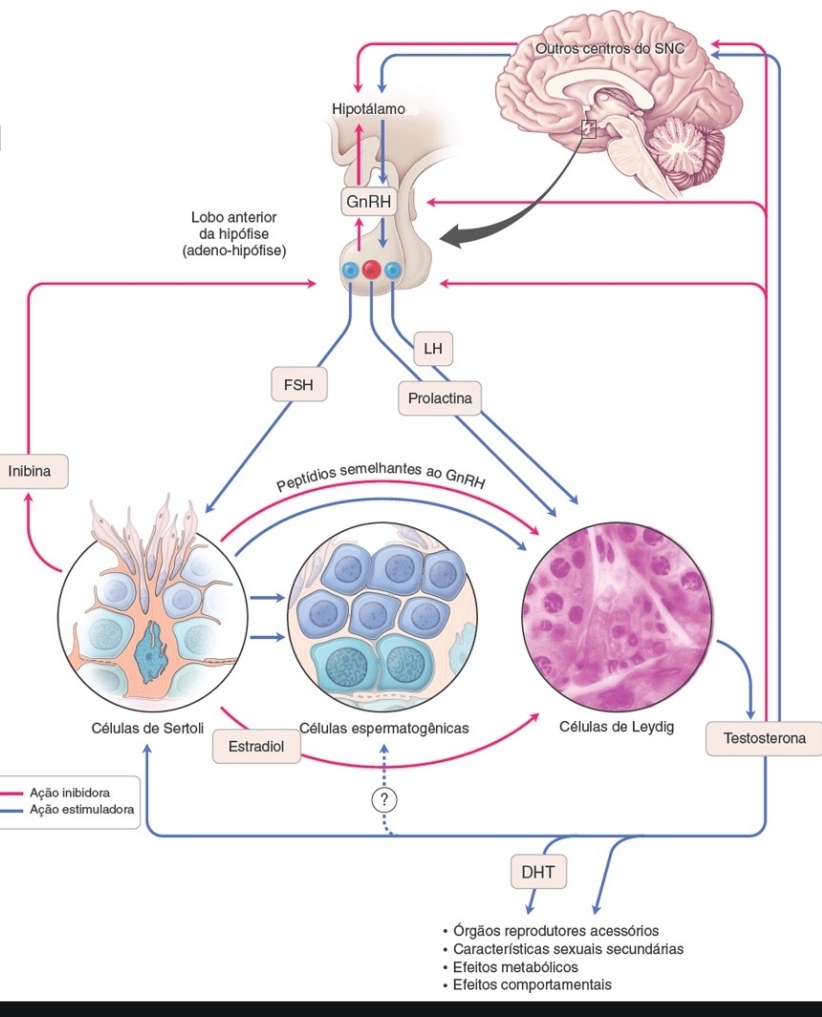 Outros centros do SNC
Hipotálamo
GnRH
Lobo anterior
da hipófise
(adeno-hipófise)
LH
FSH
Prolactina
Inibina
Peptídios semelhantes ao GnRH
Células de Sertoli
Células espermatogênicas
Células de Leydig
Estradiol
Testosterona
Ação inibidora
Ação estimuladora
?
DHT
• Órgãos reprodutores acessórios
• Características sexuais secundárias
• Efeitos metabólicos
• Efeitos comportamentais